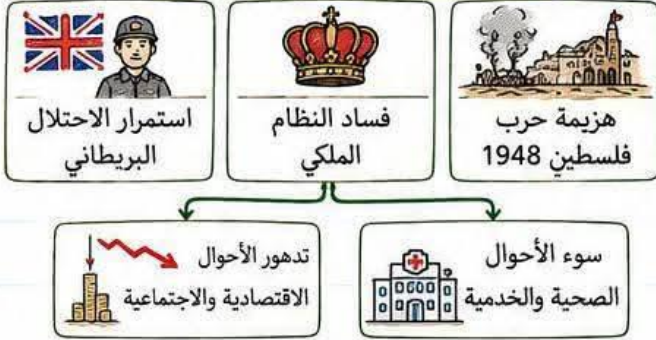 هزيمة حرب
فلسطين 1948
فساد النظام
الملكي
استمرار الاحتلال
البريطاني
سوء الأحوال
الصحية والخدمية
تدهور الأحوال
الاقتصادية والاجتماعية